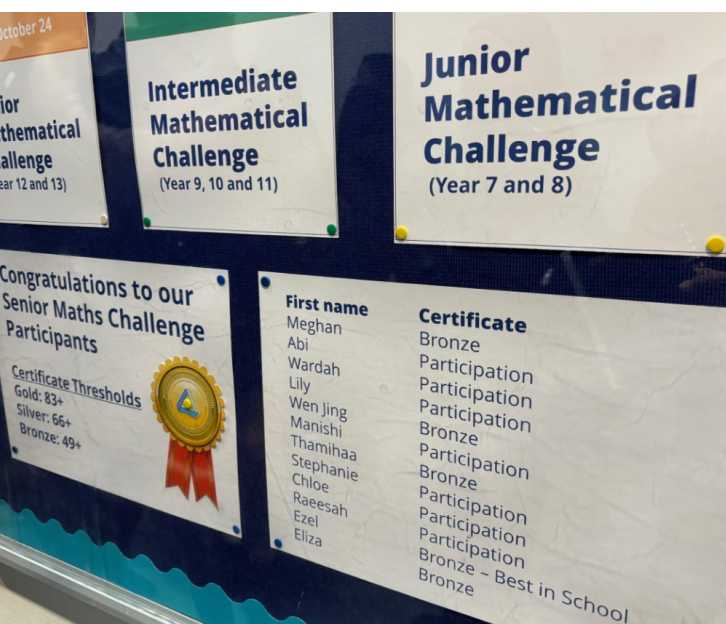 October 24
ior
thematical
allenge
ear 12 and 13)
Intermediate
Mathematical
Challenge
(Year 9, 10 and 11)
Junior
Mathematical
Challenge
(Year 7 and 8)
Congratulations to our
Senior Maths Challenge
Participants
Certificate Thresholds
Gold: 83+
Silver: 66+
Bronze: 49+
First name Certificate
Meghan Bronze
Abi Participation
Wardah Participation
Lily Participation
Wen Jing Bronze
Manishi Participation
Thamihaa Bronze
Stephanie Participation
Chloe Participation
Raeesah Participation
Ezel Bronze – Best in School
Eliza Bronze